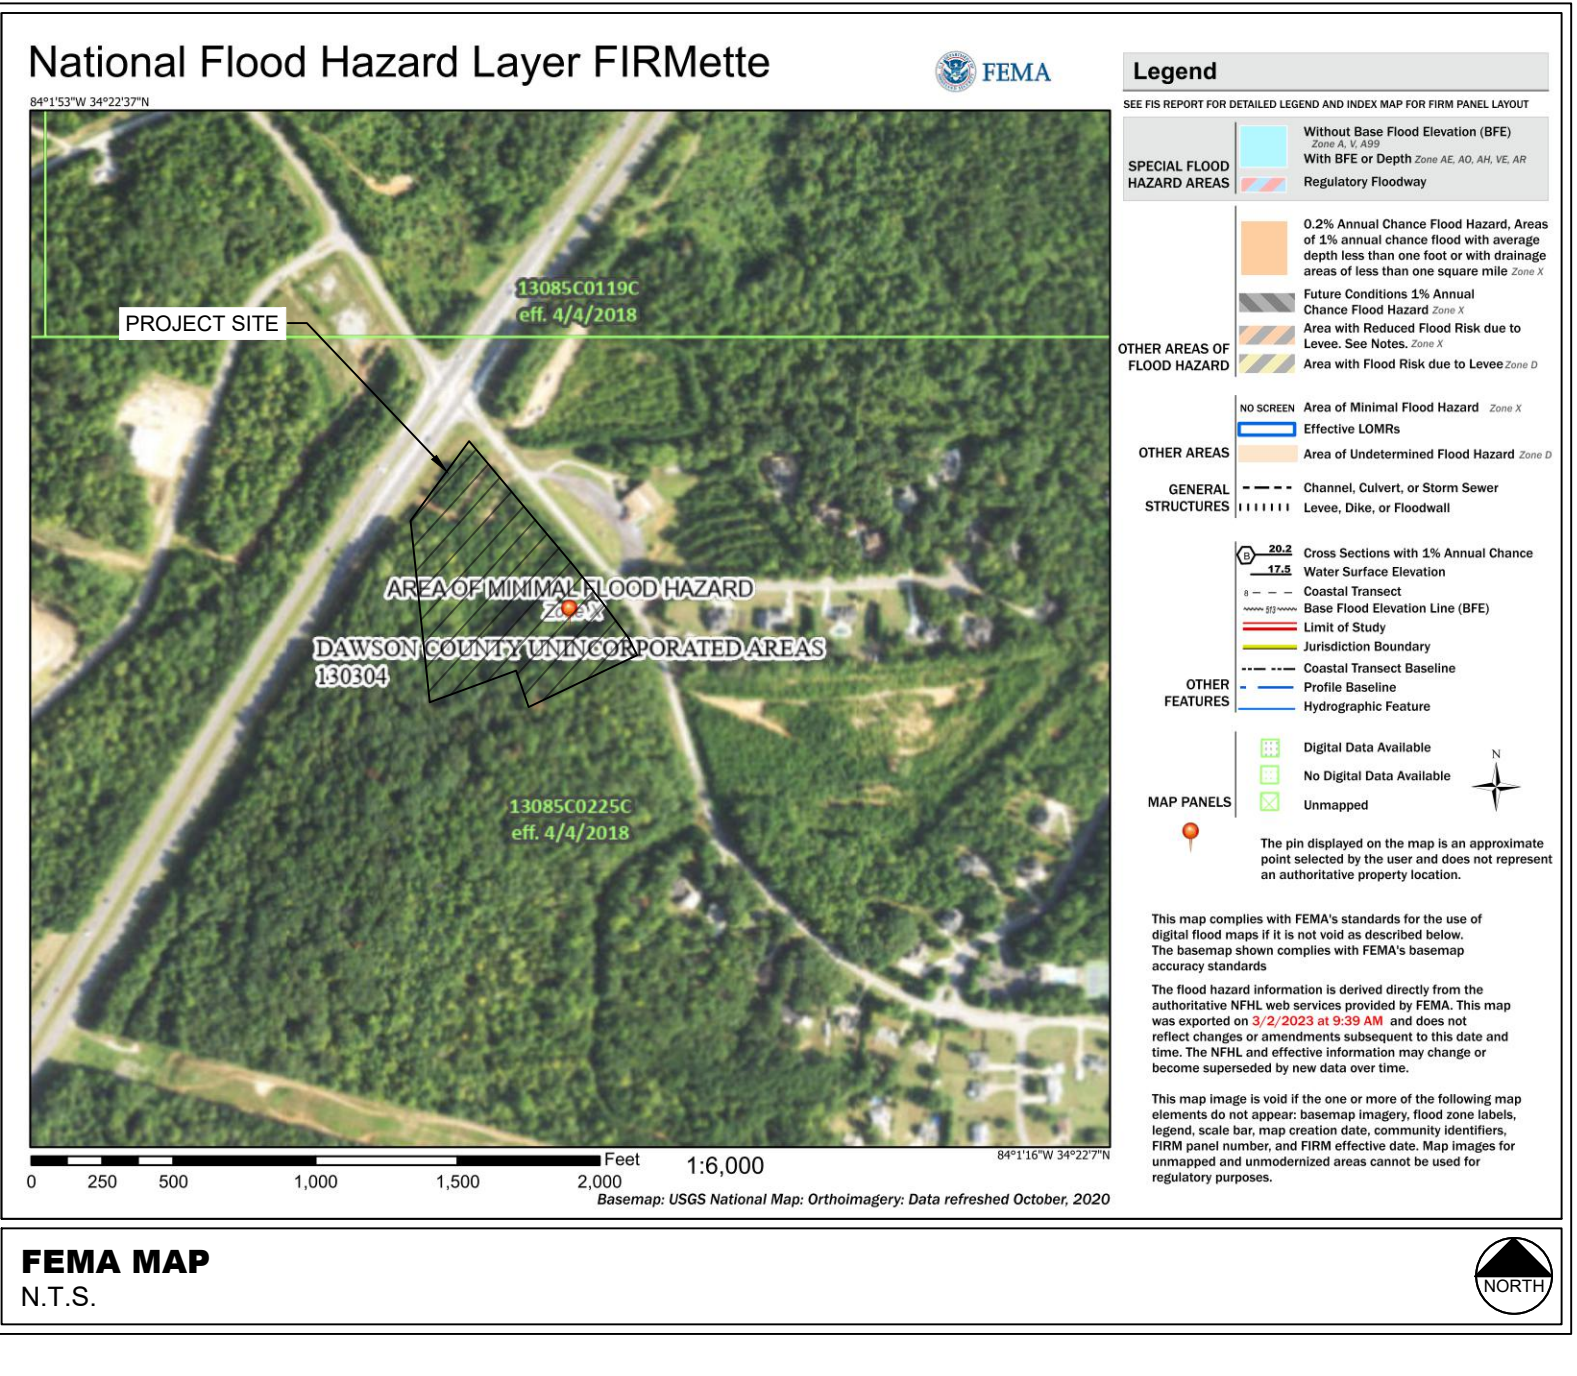 National Flood Hazard Layer FIRMette
FEMA
84°1'53"W 34°22'37"N
13085C0119C
eff. 4/4/2018
PROJECT SITE
AREA OF MINIMAL FLOOD HAZARD
Zone X
DAWSON COUNTY UNINCORPORATED AREAS
130304
13085C0225C
eff. 4/4/2018
84°1'16"W 34°22'7"N
Feet
1:6,000
0 250 500 1,000 1,500 2,000
Basemap: USGS National Map: Orthoimagery: Data refreshed October, 2020
Legend
SEE FIS REPORT FOR DETAILED LEGEND AND INDEX MAP FOR FIRM PANEL LAYOUT
SPECIAL FLOOD
HAZARD AREAS
Without Base Flood Elevation (BFE)
Zone A, V, A99
With BFE or Depth Zone AE, AO, AH, VE, AR
Regulatory Floodway
OTHER AREAS OF
FLOOD HAZARD
0.2% Annual Chance Flood Hazard, Areas
of 1% annual chance flood with average
depth less than one foot or with drainage
areas of less than one square mile Zone X
Future Conditions 1% Annual
Chance Flood Hazard Zone X
Area with Reduced Flood Risk due to
Levee. See Notes. Zone X
Area with Flood Risk due to Levee Zone D
OTHER AREAS
NO SCREEN Area of Minimal Flood Hazard Zone X
Effective LOMRs
Area of Undetermined Flood Hazard Zone D
GENERAL
STRUCTURES
Channel, Culvert, or Storm Sewer
Levee, Dike, or Floodwall
OTHER
FEATURES
B 20.2 Cross Sections with 1% Annual Chance
17.5 Water Surface Elevation
8 Coastal Transect
513 Base Flood Elevation Line (BFE)
Limit of Study
Jurisdiction Boundary
Coastal Transect Baseline
Profile Baseline
Hydrographic Feature
MAP PANELS
Digital Data Available
No Digital Data Available
Unmapped
N
The pin displayed on the map is an approximate
point selected by the user and does not represent
an authoritative property location.
This map complies with FEMA's standards for the use of
digital flood maps if it is not void as described below.
The basemap shown complies with FEMA's basemap
accuracy standards
The flood hazard information is derived directly from the
authoritative NFHL web services provided by FEMA. This map
was exported on 3/2/2023 at 9:39 AM and does not
reflect changes or amendments subsequent to this date and
time. The NFHL and effective information may change or
become superseded by new data over time.
This map image is void if the one or more of the following map
elements do not appear: basemap imagery, flood zone labels,
legend, scale bar, map creation date, community identifiers,
FIRM panel number, and FIRM effective date. Map images for
unmapped and unmodernized areas cannot be used for
regulatory purposes.
FEMA MAP
N.T.S.
NORTH